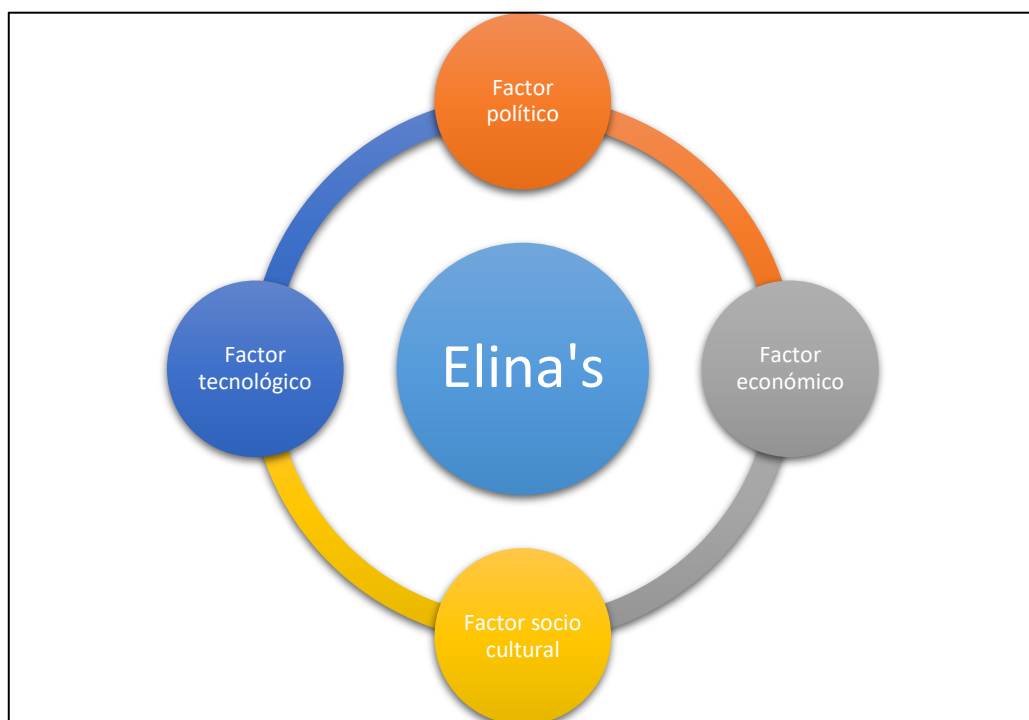 Factor
político
Factor
tecnológico
Elina's
Factor
económico
Factor socio
cultural